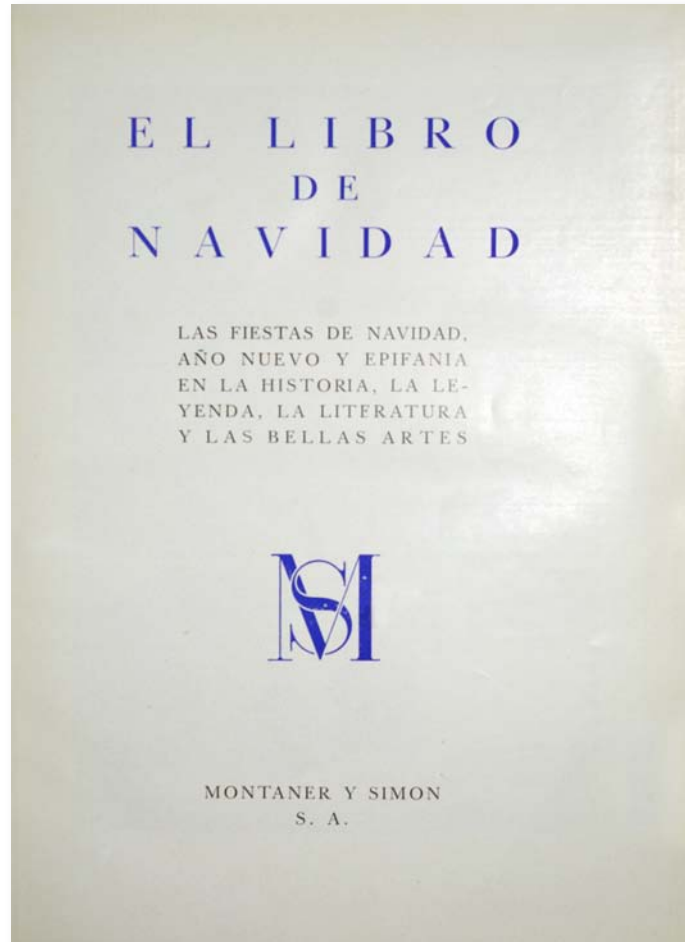 EL LIBRO
DE
NAVIDAD
LAS FIESTAS DE NAVIDAD,
AÑO NUEVO Y EPIFANIA
EN LA HISTORIA, LA LE-
YENDA, LA LITERATURA
Y LAS BELLAS ARTES
MS
MONTANER Y SIMON
S. A.